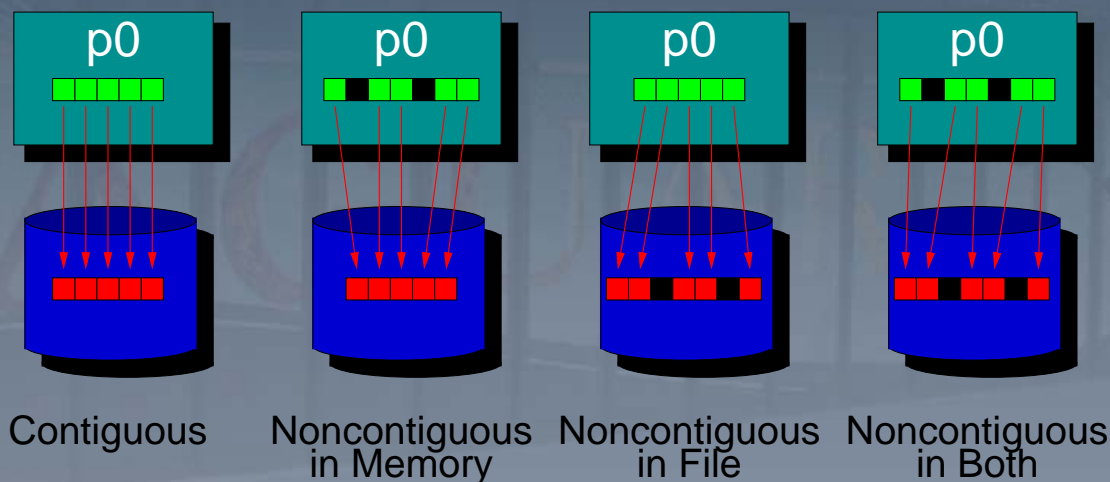 p0
p0
p0
p0
Contiguous
Noncontiguous
in Memory
Noncontiguous
in File
Noncontiguous
in Both